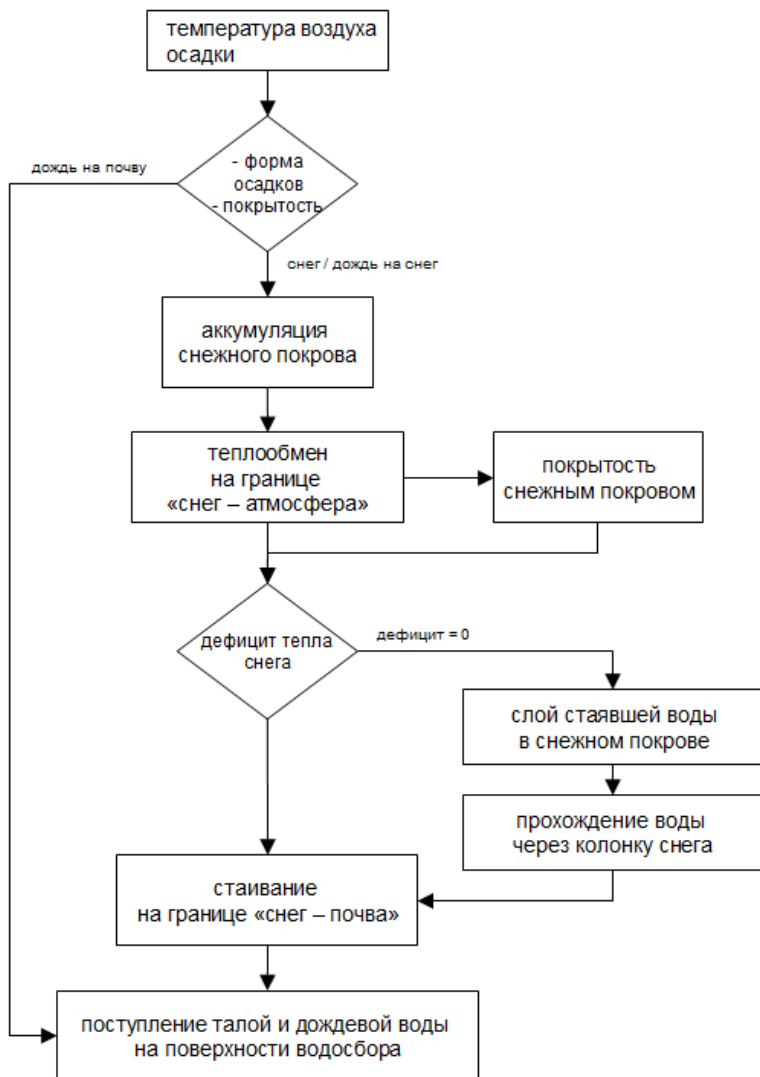 температура воздуха
осадки
дождь на почву
- форма
осадков
- покрытость
снег / дождь на снег
аккумуляция
снежного покрова
теплообмен
на границе
«снег – атмосфера»
покрытость
снежным покровом
дефицит тепла
снега
дефицит = 0
слой стаявшей воды
в снежном покрове
прохождение воды
через колонку снега
стаивание
на границе «снег – почва»
поступление талой и дождевой воды
на поверхности водосбора